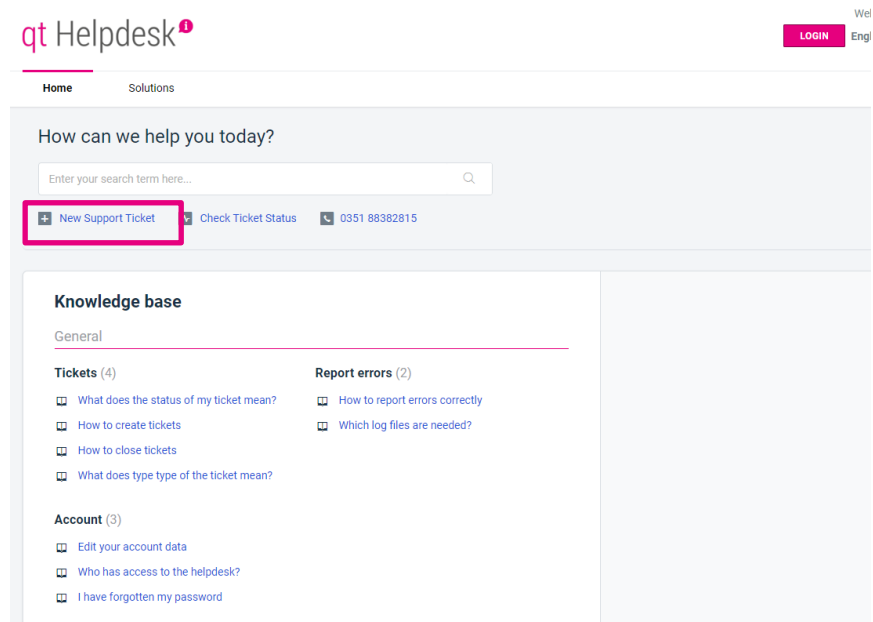 Wel
qt Helpdesk i
LOGIN Engl
Home Solutions
How can we help you today?
Enter your search term here...
New Support Ticket Check Ticket Status 0351 88382815
Knowledge base
General
Tickets (4) Report errors (2)
What does the status of my ticket mean? How to report errors correctly
How to create tickets Which log files are needed?
How to close tickets
What does type type of the ticket mean?
Account (3)
Edit your account data
Who has access to the helpdesk?
I have forgotten my password